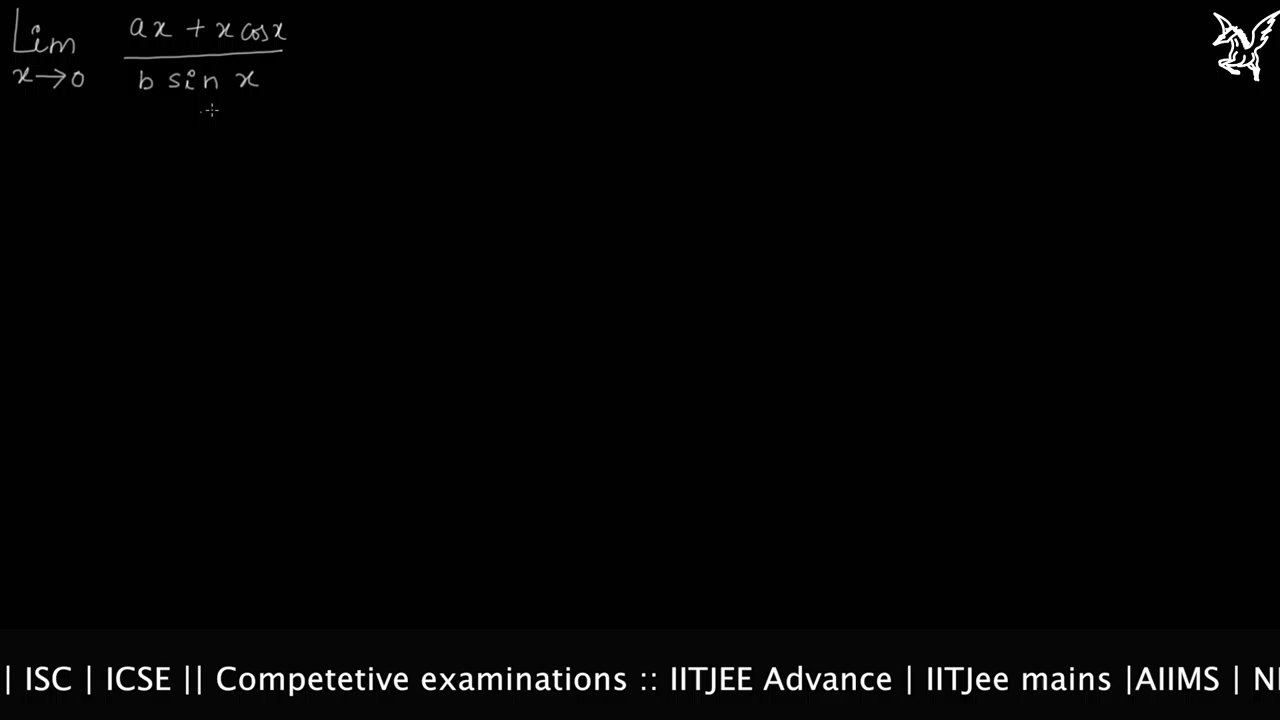 Lim ax + x cos x
x→0 b sin x
| ISC | ICSE || Competetive examinations :: IITJEE Advance | IITJee mains |AIIMS |